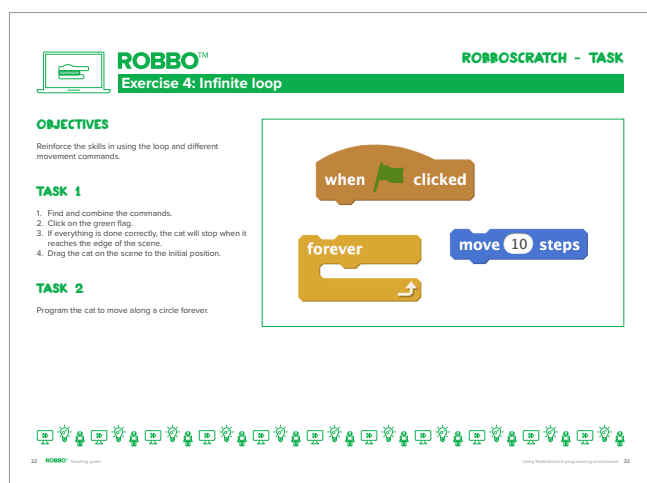 ROBBO™
ROBBOSCRATCH - TASK
Exercise 4: Infinite loop
OBJECTIVES
Reinforce the skills in using the loop and different
movement commands.
TASK 1
1. Find and combine the commands.
2. Click on the green flag.
3. If everything is done correctly, the cat will stop when it
reaches the edge of the scene.
4. Drag the cat on the scene to the initial position.
TASK 2
Program the cat to move along a circle forever.
when clicked
forever
move 10 steps
32 ROBBO™ Teaching guide
Using RobboScratch programming environment 33